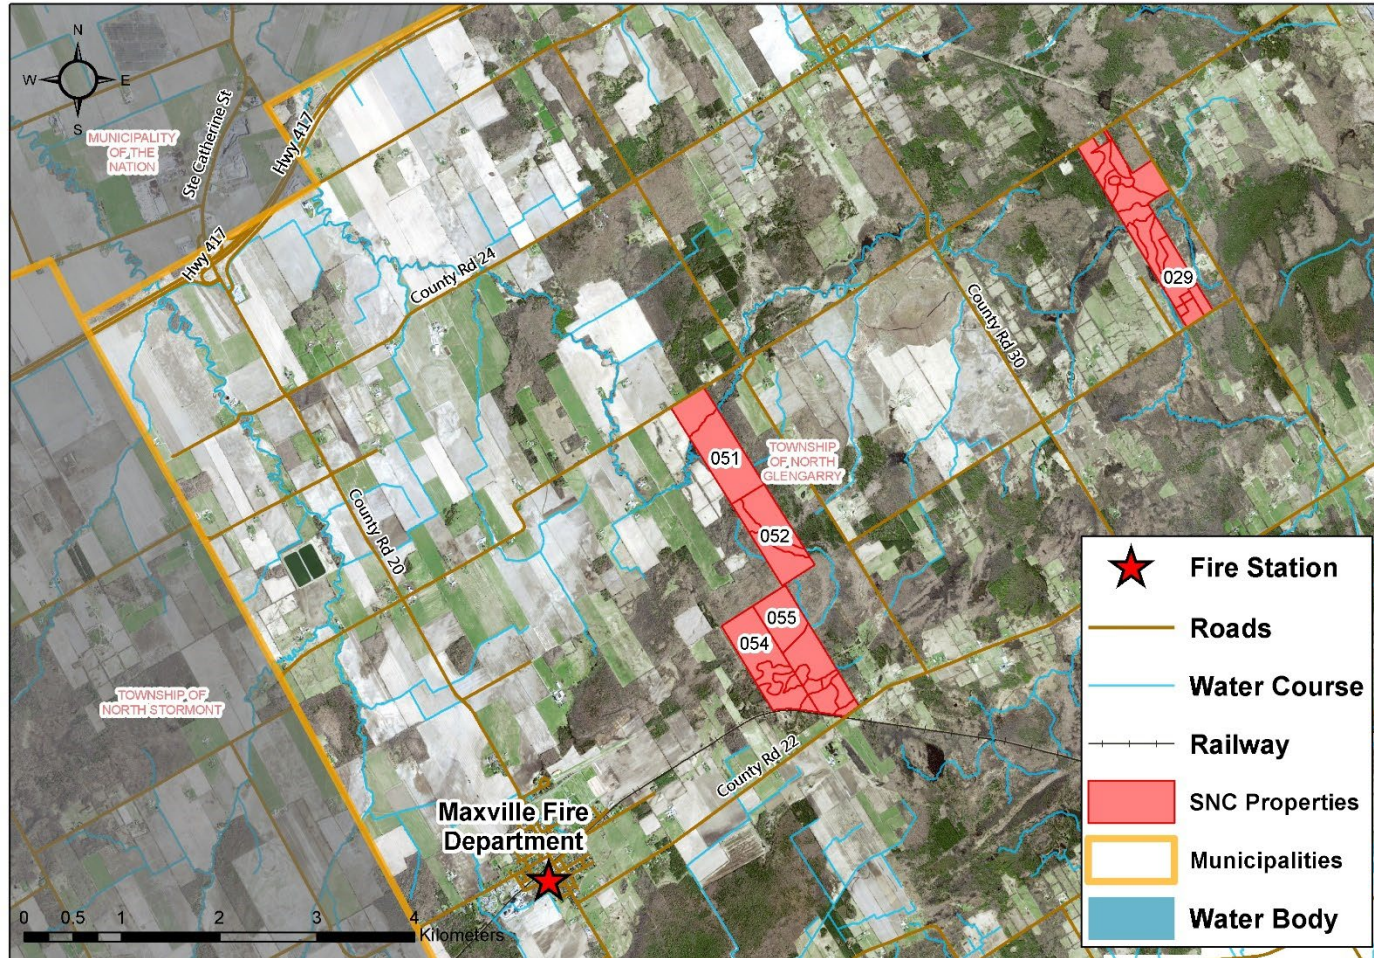 N
W
E
S
MUNICIPALITY
OF THE
NATION
Ste Catherine St
Hwy 417
Hwy 417
County Rd 24
County Rd 30
029
051
TOWNSHIP
OF NORTH
GLENGARRY
052
County Rd 20
055
054
TOWNSHIP OF
NORTH STORMONT
County Rd 22
Maxville Fire
Department
0 0.5 1 2 3 4
Kilometers
Fire Station
Roads
Water Course
Railway
SNC Properties
Municipalities
Water Body